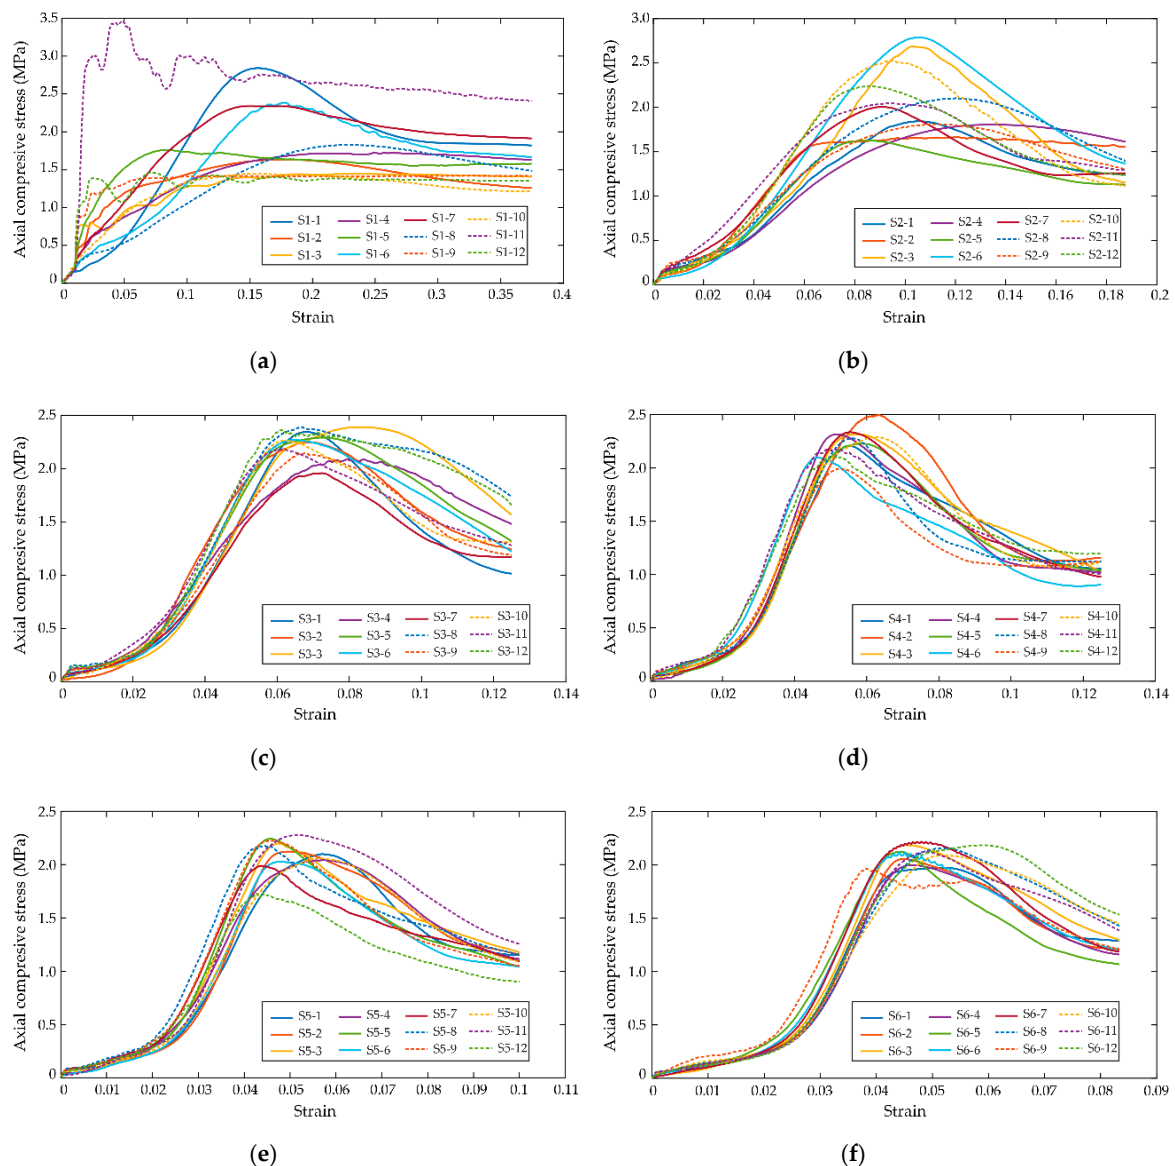 Axial compresive stress (MPa)
3.5
3.0
2.5
2.0
1.5
1.0
0.5
0
0 0.05 0.1 0.15 0.2 0.25 0.3 0.35 0.4
Strain
S1-1 S1-4 S1-7 S1-10
S1-2 S1-5 S1-8 S1-11
S1-3 S1-6 S1-9 S1-12
(a)
Axial compresive stress (MPa)
3.0
2.5
2.0
1.5
1.0
0.5
0
0 0.02 0.04 0.06 0.08 0.1 0.12 0.14 0.16 0.18 0.2
Strain
S2-1 S2-4 S2-7 S2-10
S2-2 S2-5 S2-8 S2-11
S2-3 S2-6 S2-9 S2-12
(b)
Axial compresive stress (MPa)
2.5
2.0
1.5
1.0
0.5
0
0 0.02 0.04 0.06 0.08 0.1 0.12 0.14
Strain
S3-1 S3-4 S3-7 S3-10
S3-2 S3-5 S3-8 S3-11
S3-3 S3-6 S3-9 S3-12
(c)
Axial compresive stress (MPa)
2.5
2.0
1.5
1.0
0.5
0
0 0.02 0.04 0.06 0.08 0.1 0.12 0.14
Strain
S4-1 S4-4 S4-7 S4-10
S4-2 S4-5 S4-8 S4-11
S4-3 S4-6 S4-9 S4-12
(d)
Axial compresive stress (MPa)
2.5
2.0
1.5
1.0
0.5
0
0 0.01 0.02 0.03 0.04 0.05 0.06 0.07 0.08 0.09 0.1 0.11
Strain
S5-1 S5-4 S5-7 S5-10
S5-2 S5-5 S5-8 S5-11
S5-3 S5-6 S5-9 S5-12
(e)
Axial compresive stress (MPa)
2.5
2.0
1.5
1.0
0.5
0
0 0.01 0.02 0.03 0.04 0.05 0.06 0.07 0.08 0.09
Strain
S6-1 S6-4 S6-7 S6-10
S6-2 S6-5 S6-8 S6-11
S6-3 S6-6 S6-9 S6-12
(f)